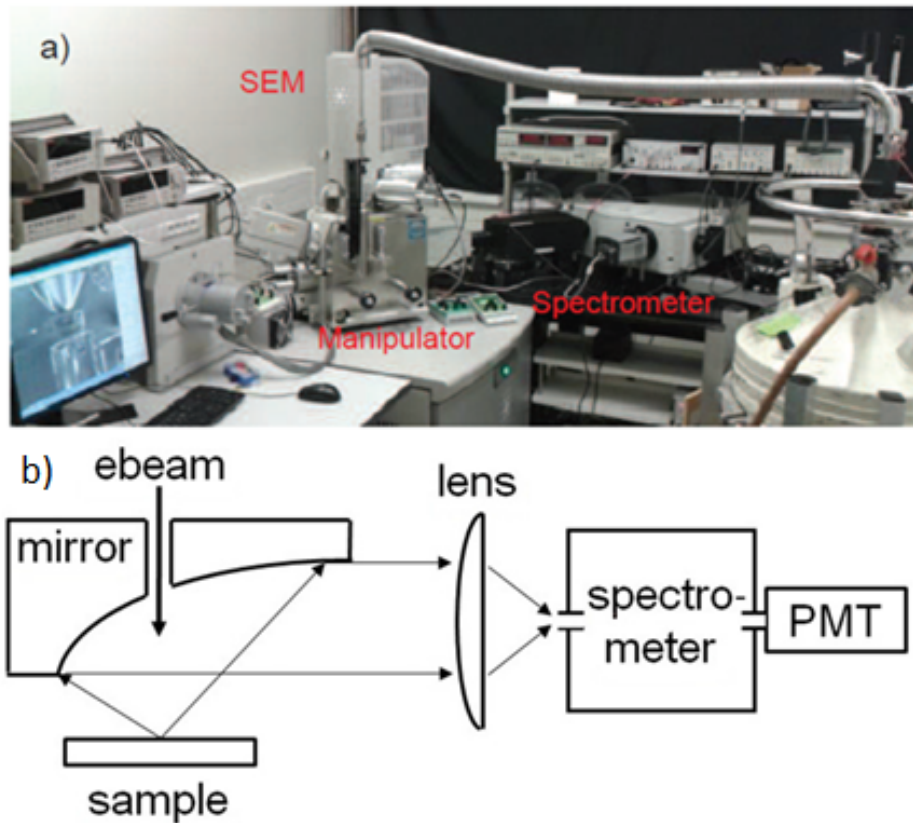 a)
SEM
Spectrometer
Manipulator
b)
ebeam
lens
mirror
spectro-
meter
PMT
sample